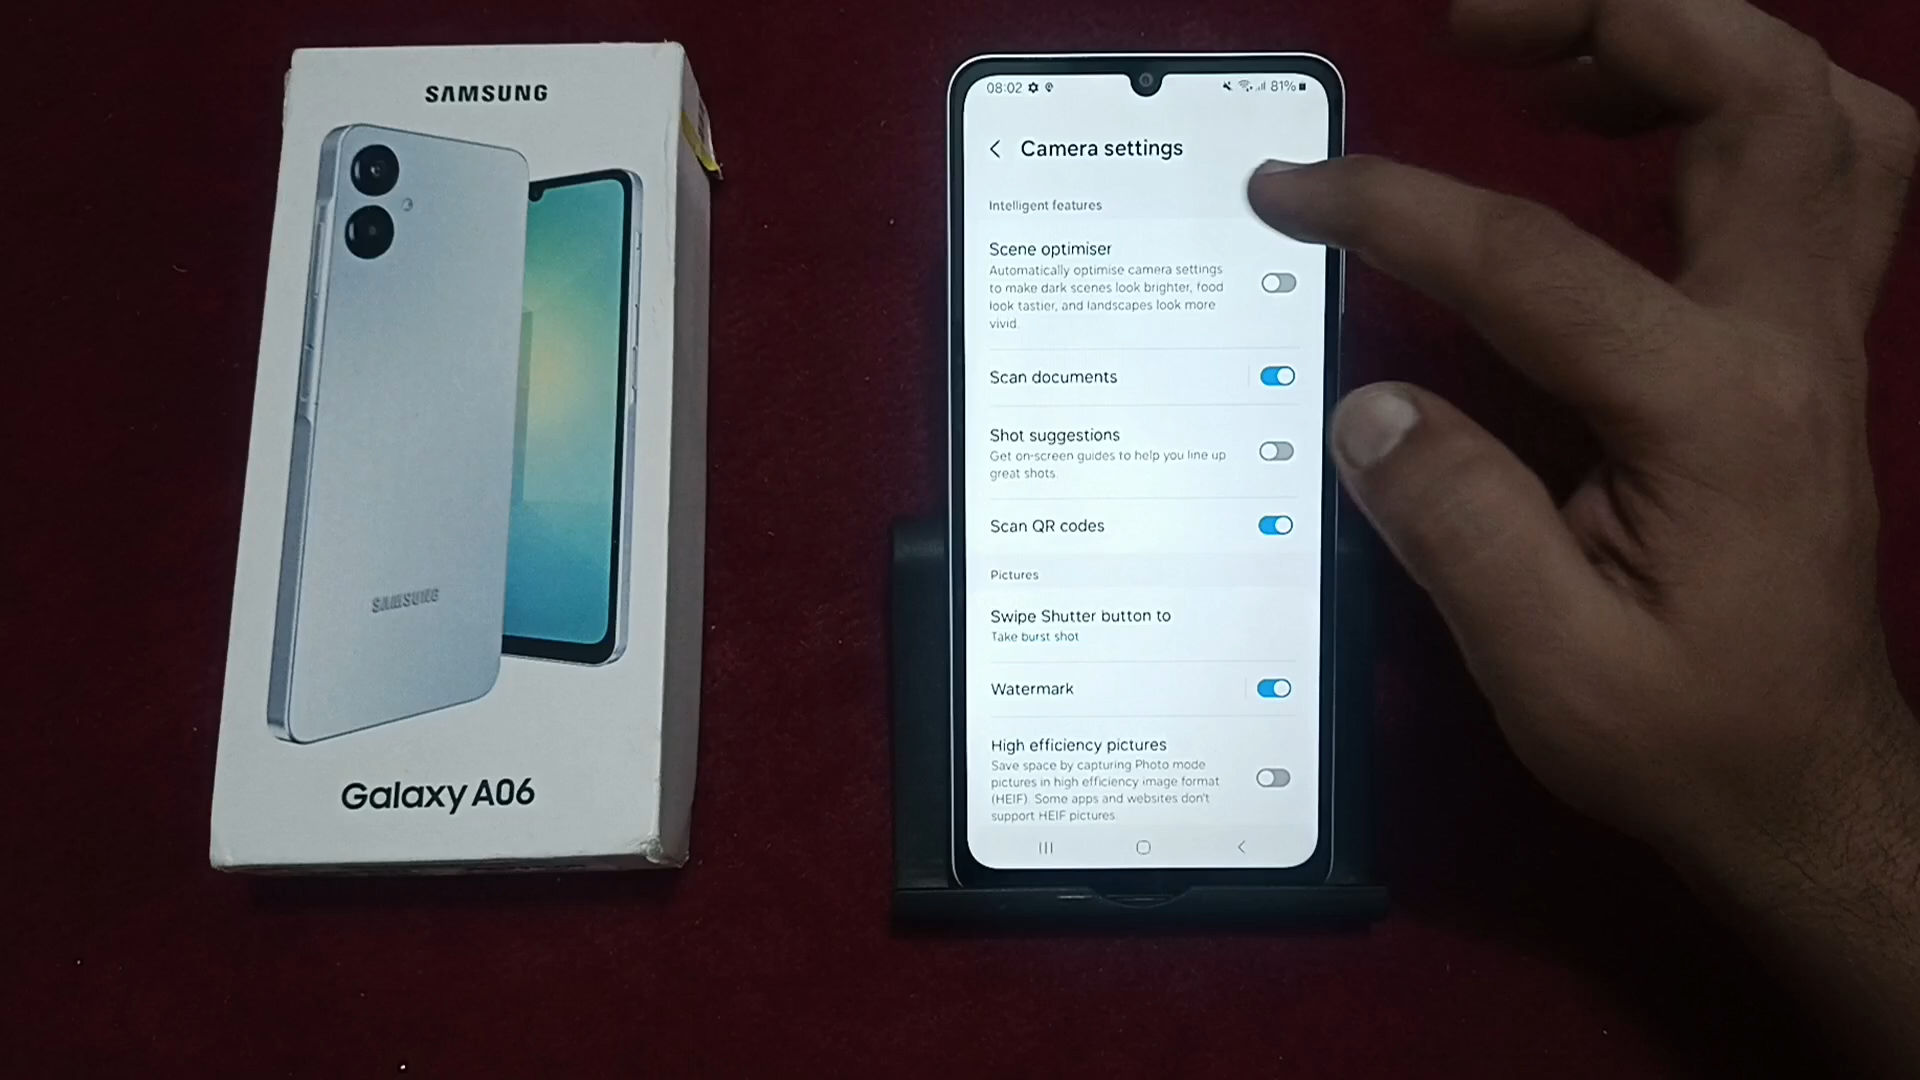 SAMSUNG
SAMSUNG
Galaxy A06
08:02
81%
Camera settings
Intelligent features
Scene optimiser
Automatically optimise camera settings
to make dark scenes look brighter, food
look tastier, and landscapes look more
vivid.
Scan documents
Shot suggestions
Get on-screen guides to help you line up
great shots.
Scan QR codes
Pictures
Swipe Shutter button to
Take burst shot
Watermark
High efficiency pictures
Save space by capturing Photo mode
pictures in high efficiency image format
(HEIF). Some apps and websites don't
support HEIF pictures.